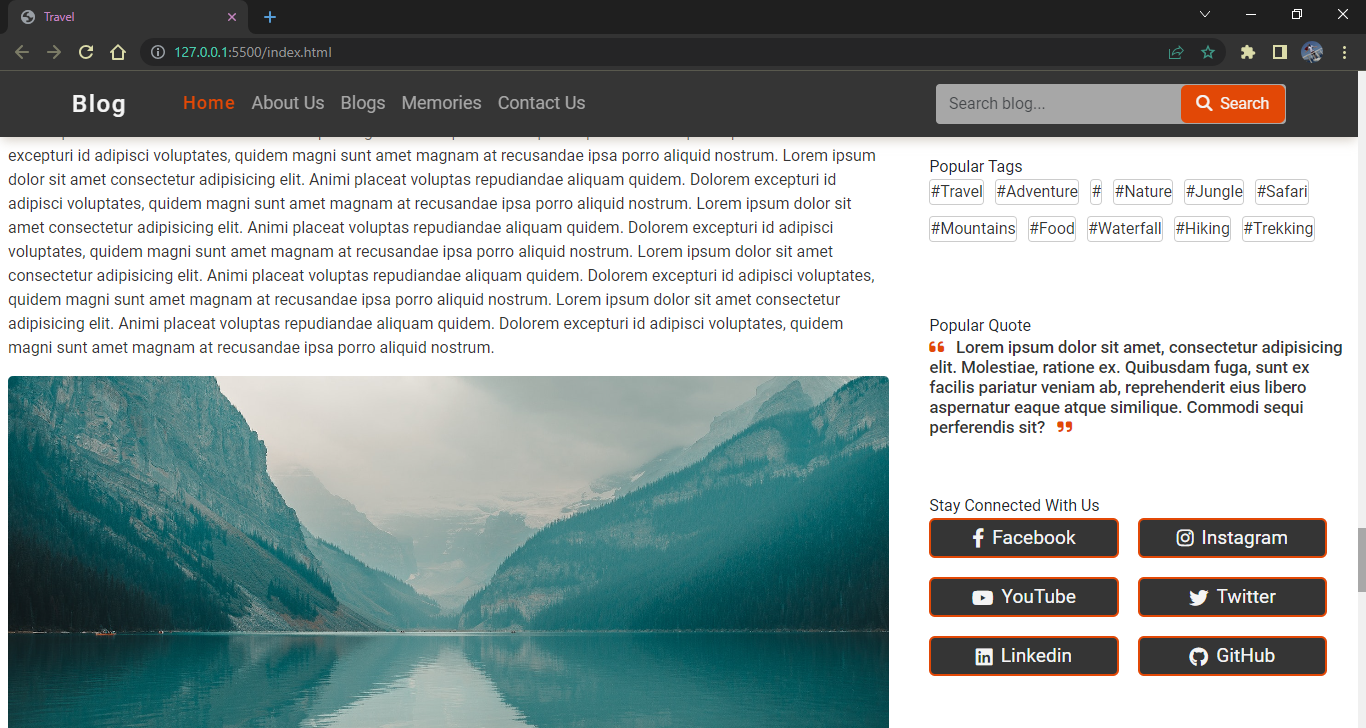 Travel
127.0.0.1:5500/index.html
Blog
Home About Us Blogs Memories Contact Us
Search blog...
Search
excepturi id adipisci voluptates, quidem magni sunt amet magnam at recusandae ipsa porro aliquid nostrum. Lorem ipsum
dolor sit amet consectetur adipisicing elit. Animi placeat voluptas repudiandae aliquam quidem. Dolorem excepturi id
adipisci voluptates, quidem magni sunt amet magnam at recusandae ipsa porro aliquid nostrum. Lorem ipsum dolor sit
amet consectetur adipisicing elit. Animi placeat voluptas repudiandae aliquam quidem. Dolorem excepturi id adipisci
voluptates, quidem magni sunt amet magnam at recusandae ipsa porro aliquid nostrum. Lorem ipsum dolor sit amet
consectetur adipisicing elit. Animi placeat voluptas repudiandae aliquam quidem. Dolorem excepturi id adipisci voluptates,
quidem magni sunt amet magnam at recusandae ipsa porro aliquid nostrum. Lorem ipsum dolor sit amet consectetur
adipisicing elit. Animi placeat voluptas repudiandae aliquam quidem. Dolorem excepturi id adipisci voluptates, quidem
magni sunt amet magnam at recusandae ipsa porro aliquid nostrum.
Popular Tags
#Travel #Adventure # #Nature #Jungle #Safari
#Mountains #Food #Waterfall #Hiking #Trekking
Popular Quote
❝ Lorem ipsum dolor sit amet, consectetur adipisicing
elit. Molestiae, ratione ex. Quibusdam fuga, sunt ex
facilis pariatur veniam ab, reprehenderit eius libero
aspernatur eaque atque similique. Commodi sequi
perferendis sit? ❞
Stay Connected With Us
Facebook Instagram
YouTube Twitter
Linkedin GitHub